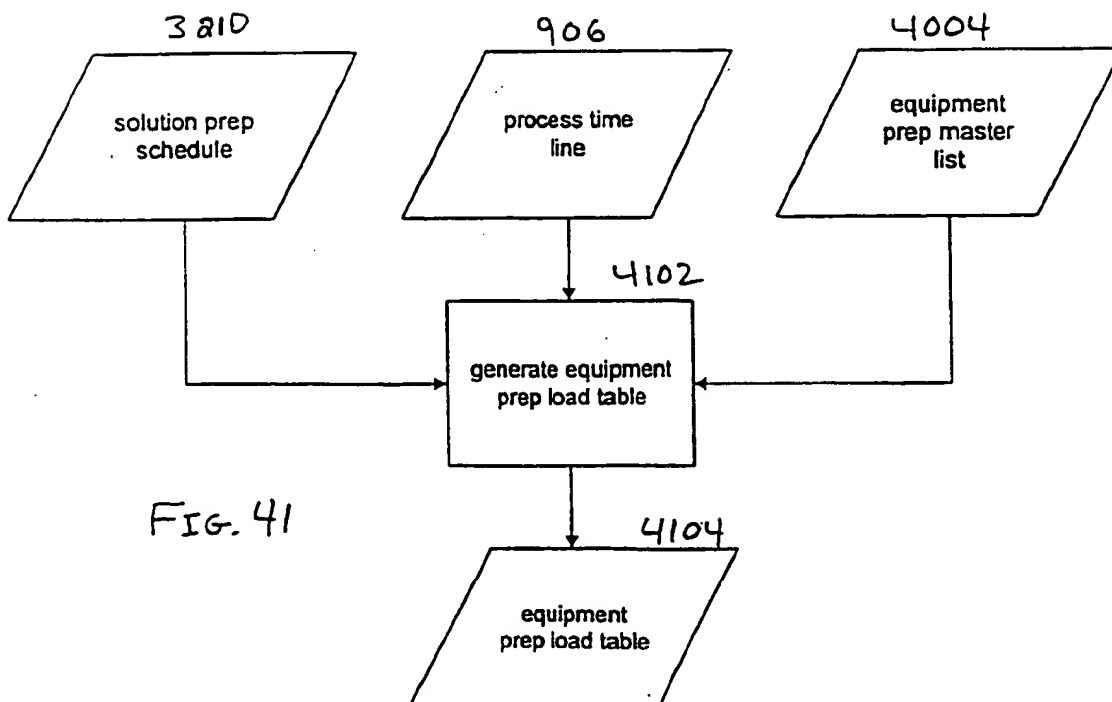 3210
906
4004
solution prep
schedule
process time
line
equipment
prep master
list
4102
generate equipment
prep load table
FIG. 41
4104
equipment
prep load table